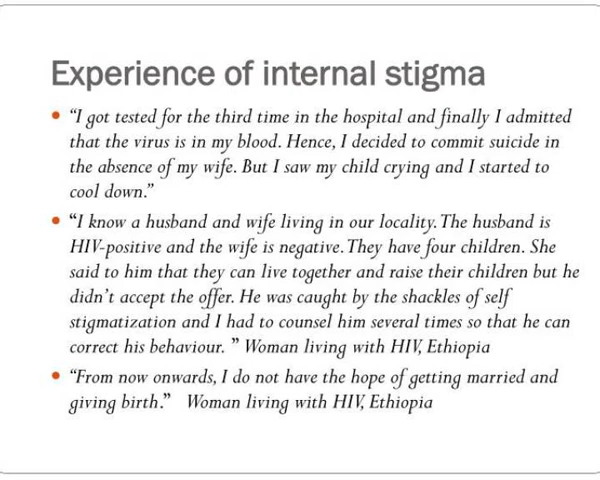 Experience of internal stigma
• “I got tested for the third time in the hospital and finally I admitted
that the virus is in my blood. Hence, I decided to commit suicide in
the absence of my wife. But I saw my child crying and I started to
cool down.”
• “I know a husband and wife living in our locality. The husband is
HIV-positive and the wife is negative. They have four children. She
said to him that they can live together and raise their children but he
didn’t accept the offer. He was caught by the shackles of self
stigmatization and I had to counsel him several times so that he can
correct his behaviour. ” Woman living with HIV, Ethiopia
• “From now onwards, I do not have the hope of getting married and
giving birth.” Woman living with HIV, Ethiopia